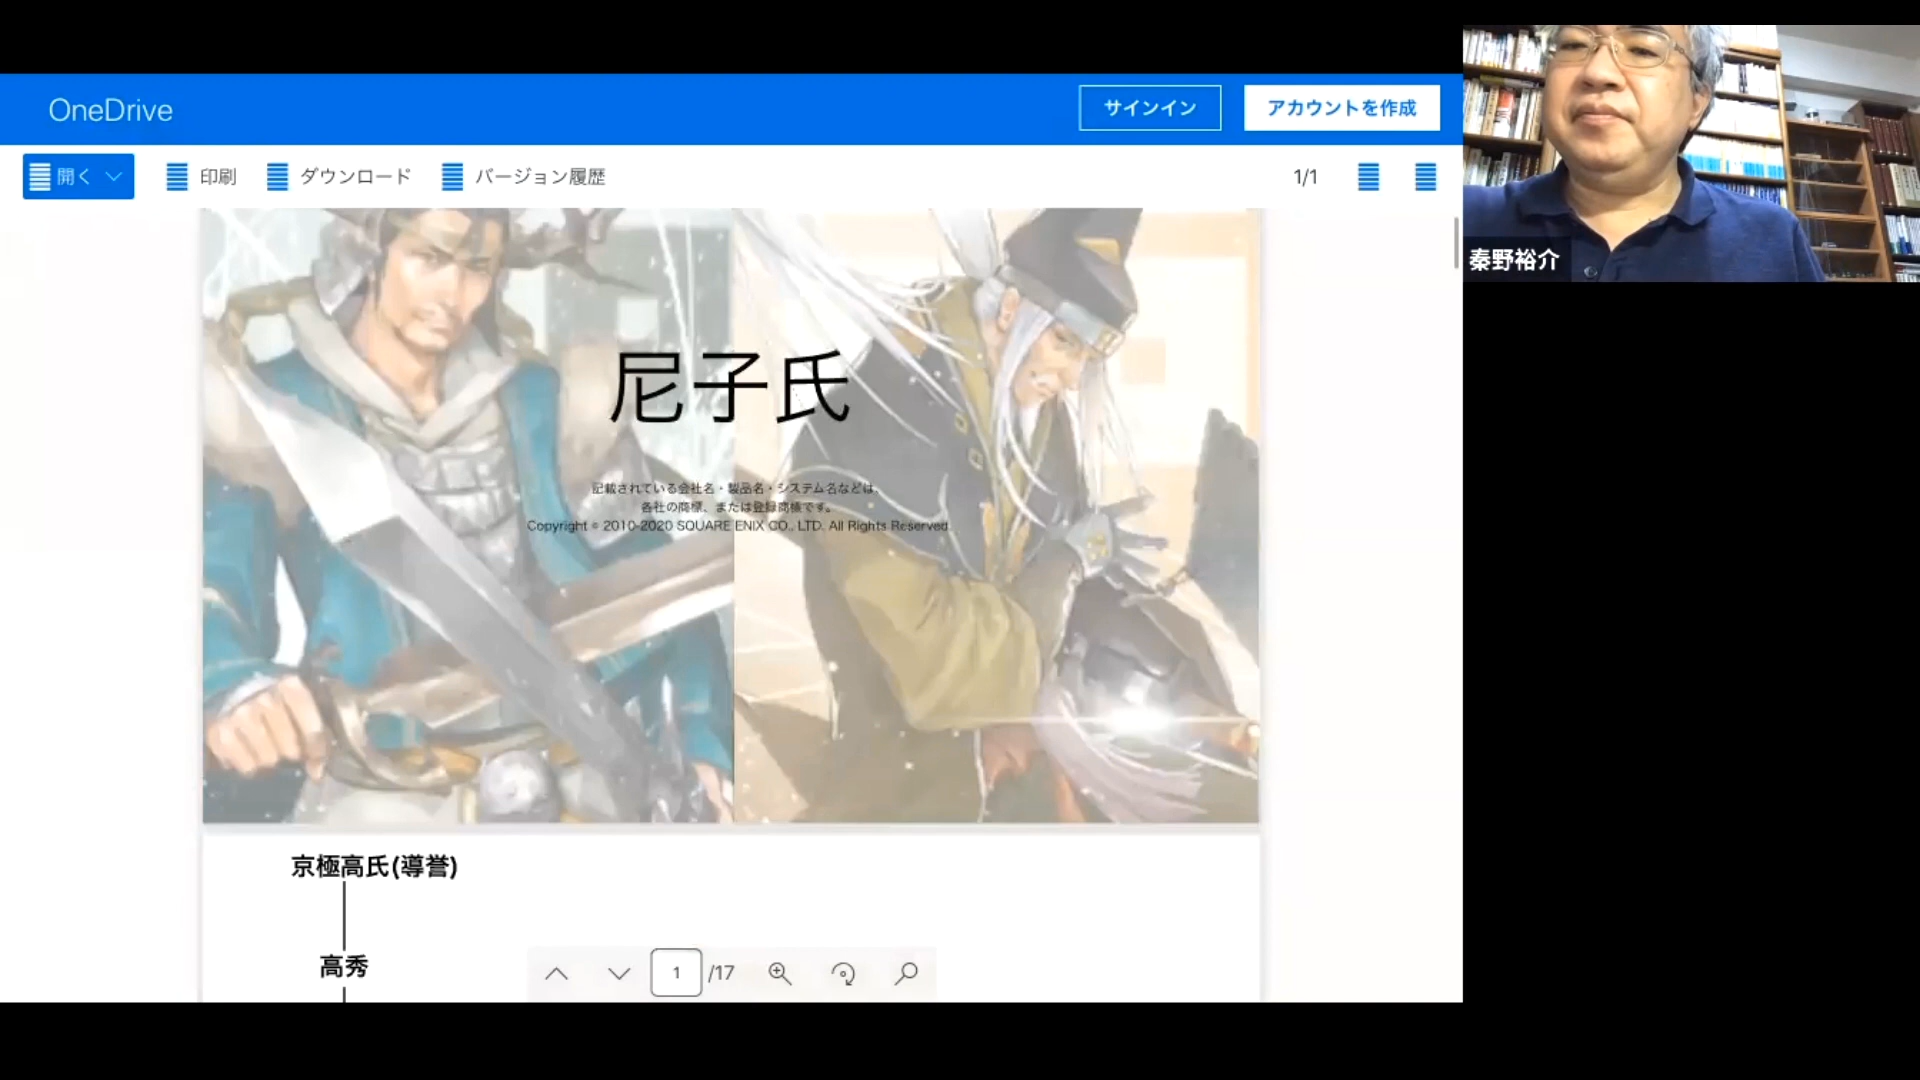 OneDrive
サインイン
アカウントを作成
開く
印刷
ダウンロード
バージョン履歴
1/1
秦野裕介
尼子氏
記載されている会社名・製品名・システム名などは、
各社の商標、または登録商標です。
Copyright © 2010-2020 SQUARE ENIX CO., LTD. All Rights Reserved.
京極高氏(導誉)
高秀
1 /17